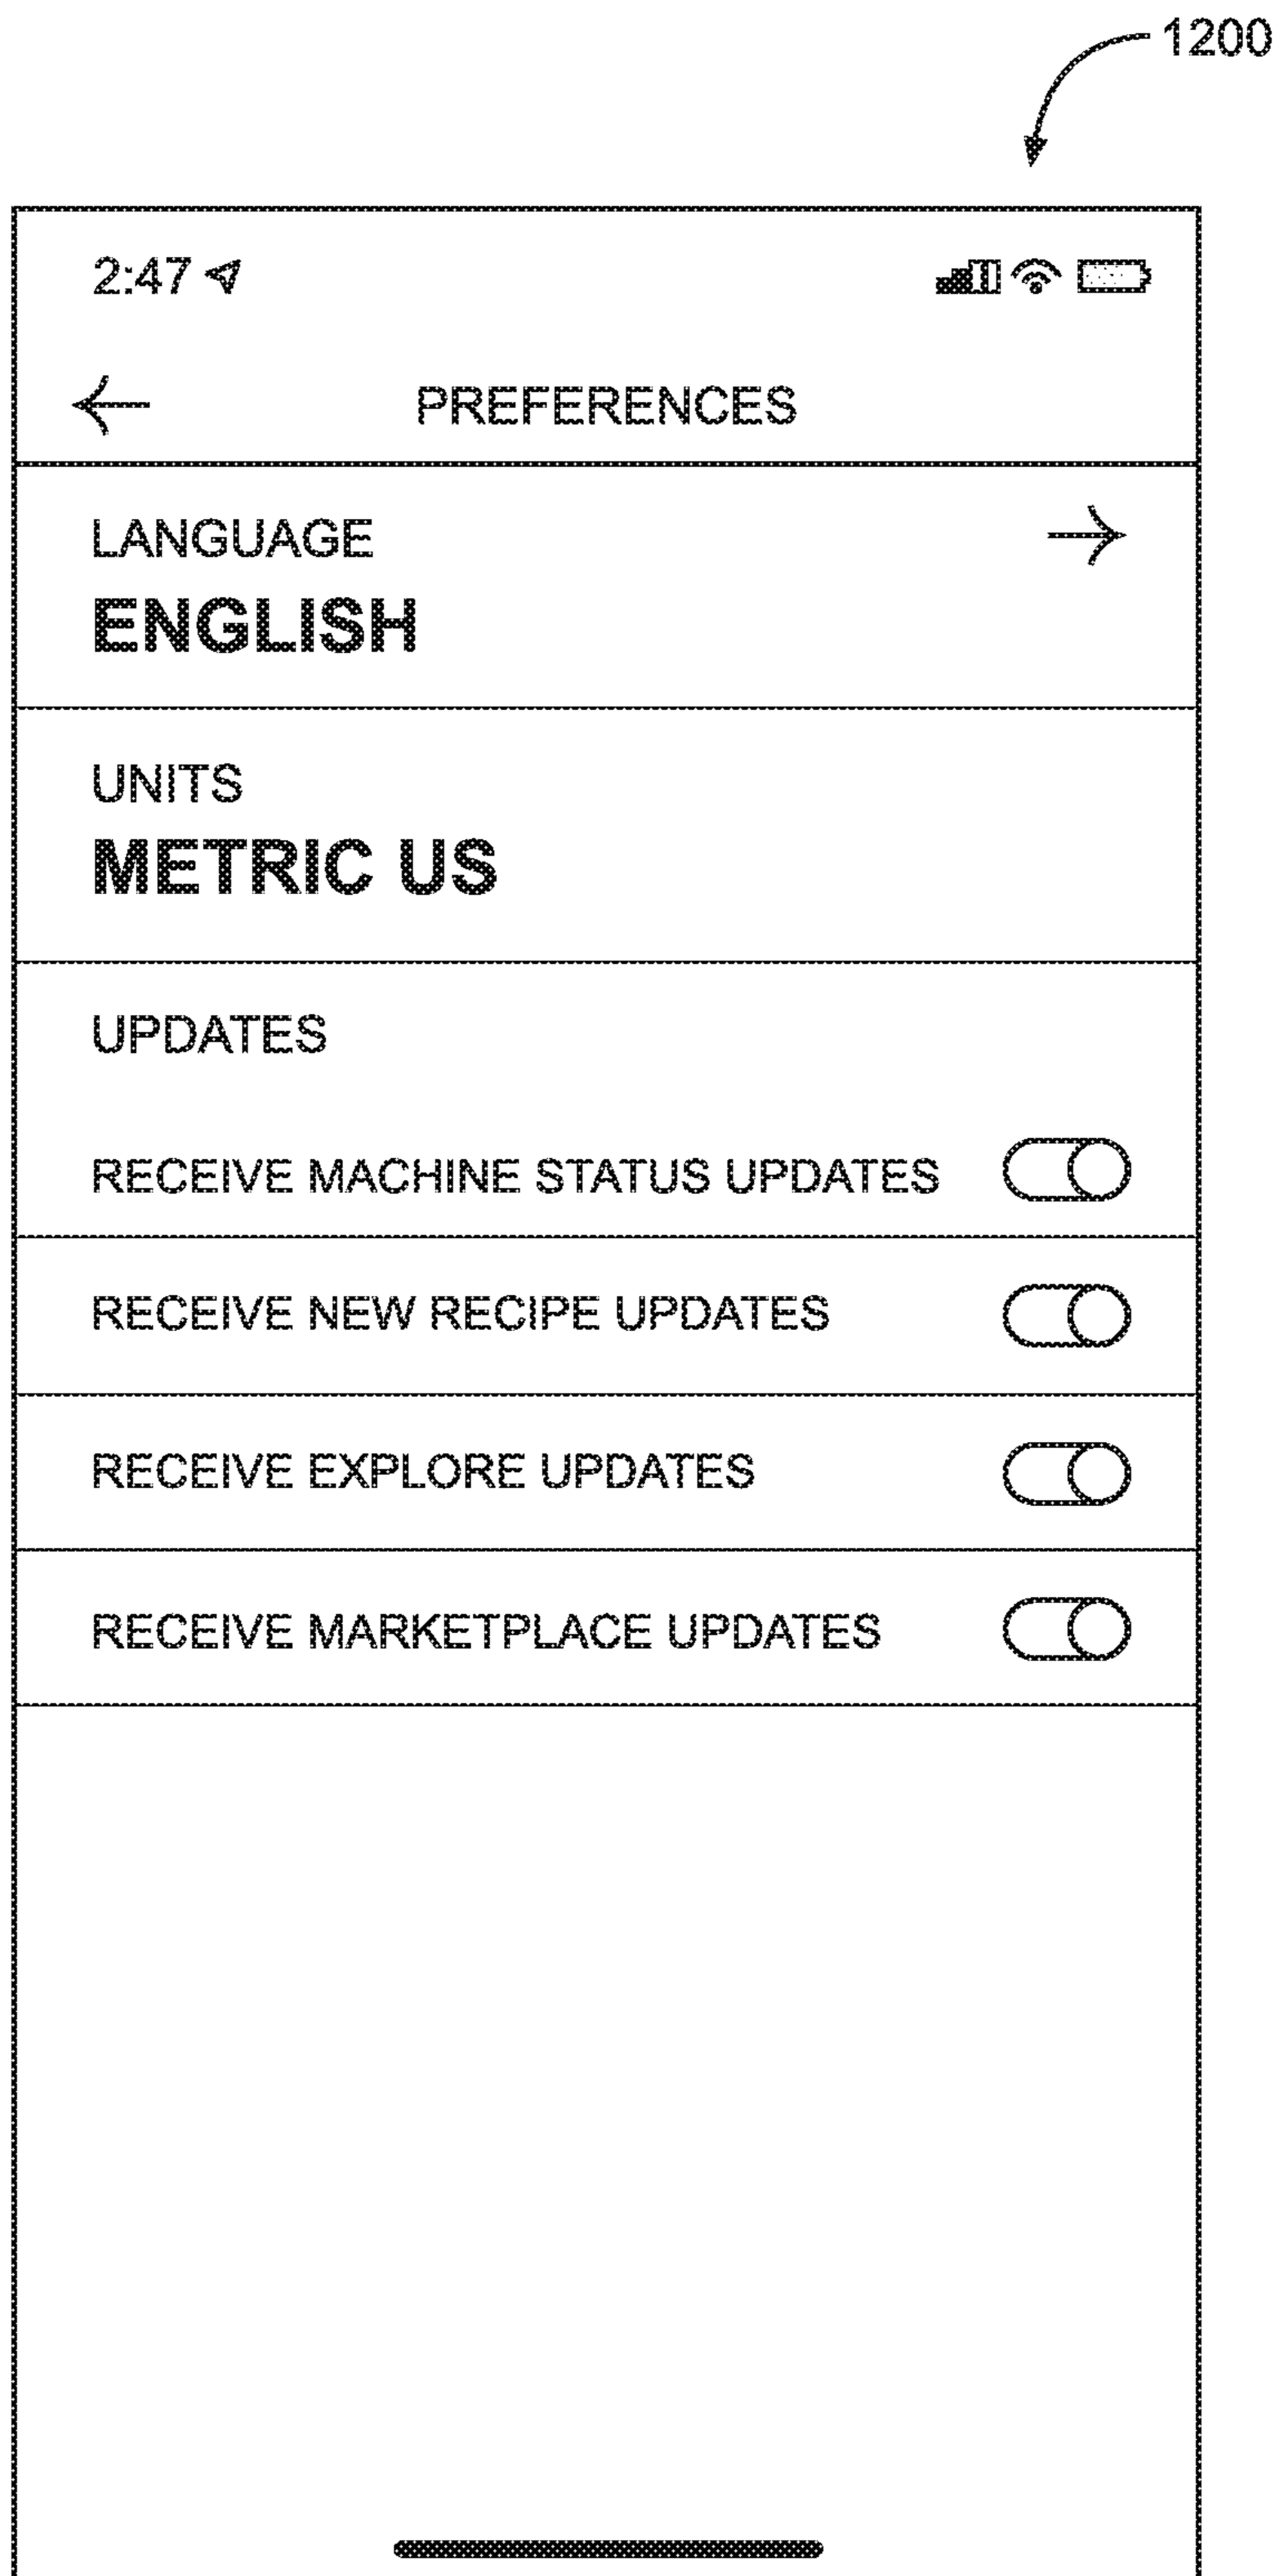 1200
2:47
PREFERENCES
LANGUAGE
ENGLISH
UNITS
METRIC US
UPDATES
RECEIVE MACHINE STATUS UPDATES
RECEIVE NEW RECIPE UPDATES
RECEIVE EXPLORE UPDATES
RECEIVE MARKETPLACE UPDATES